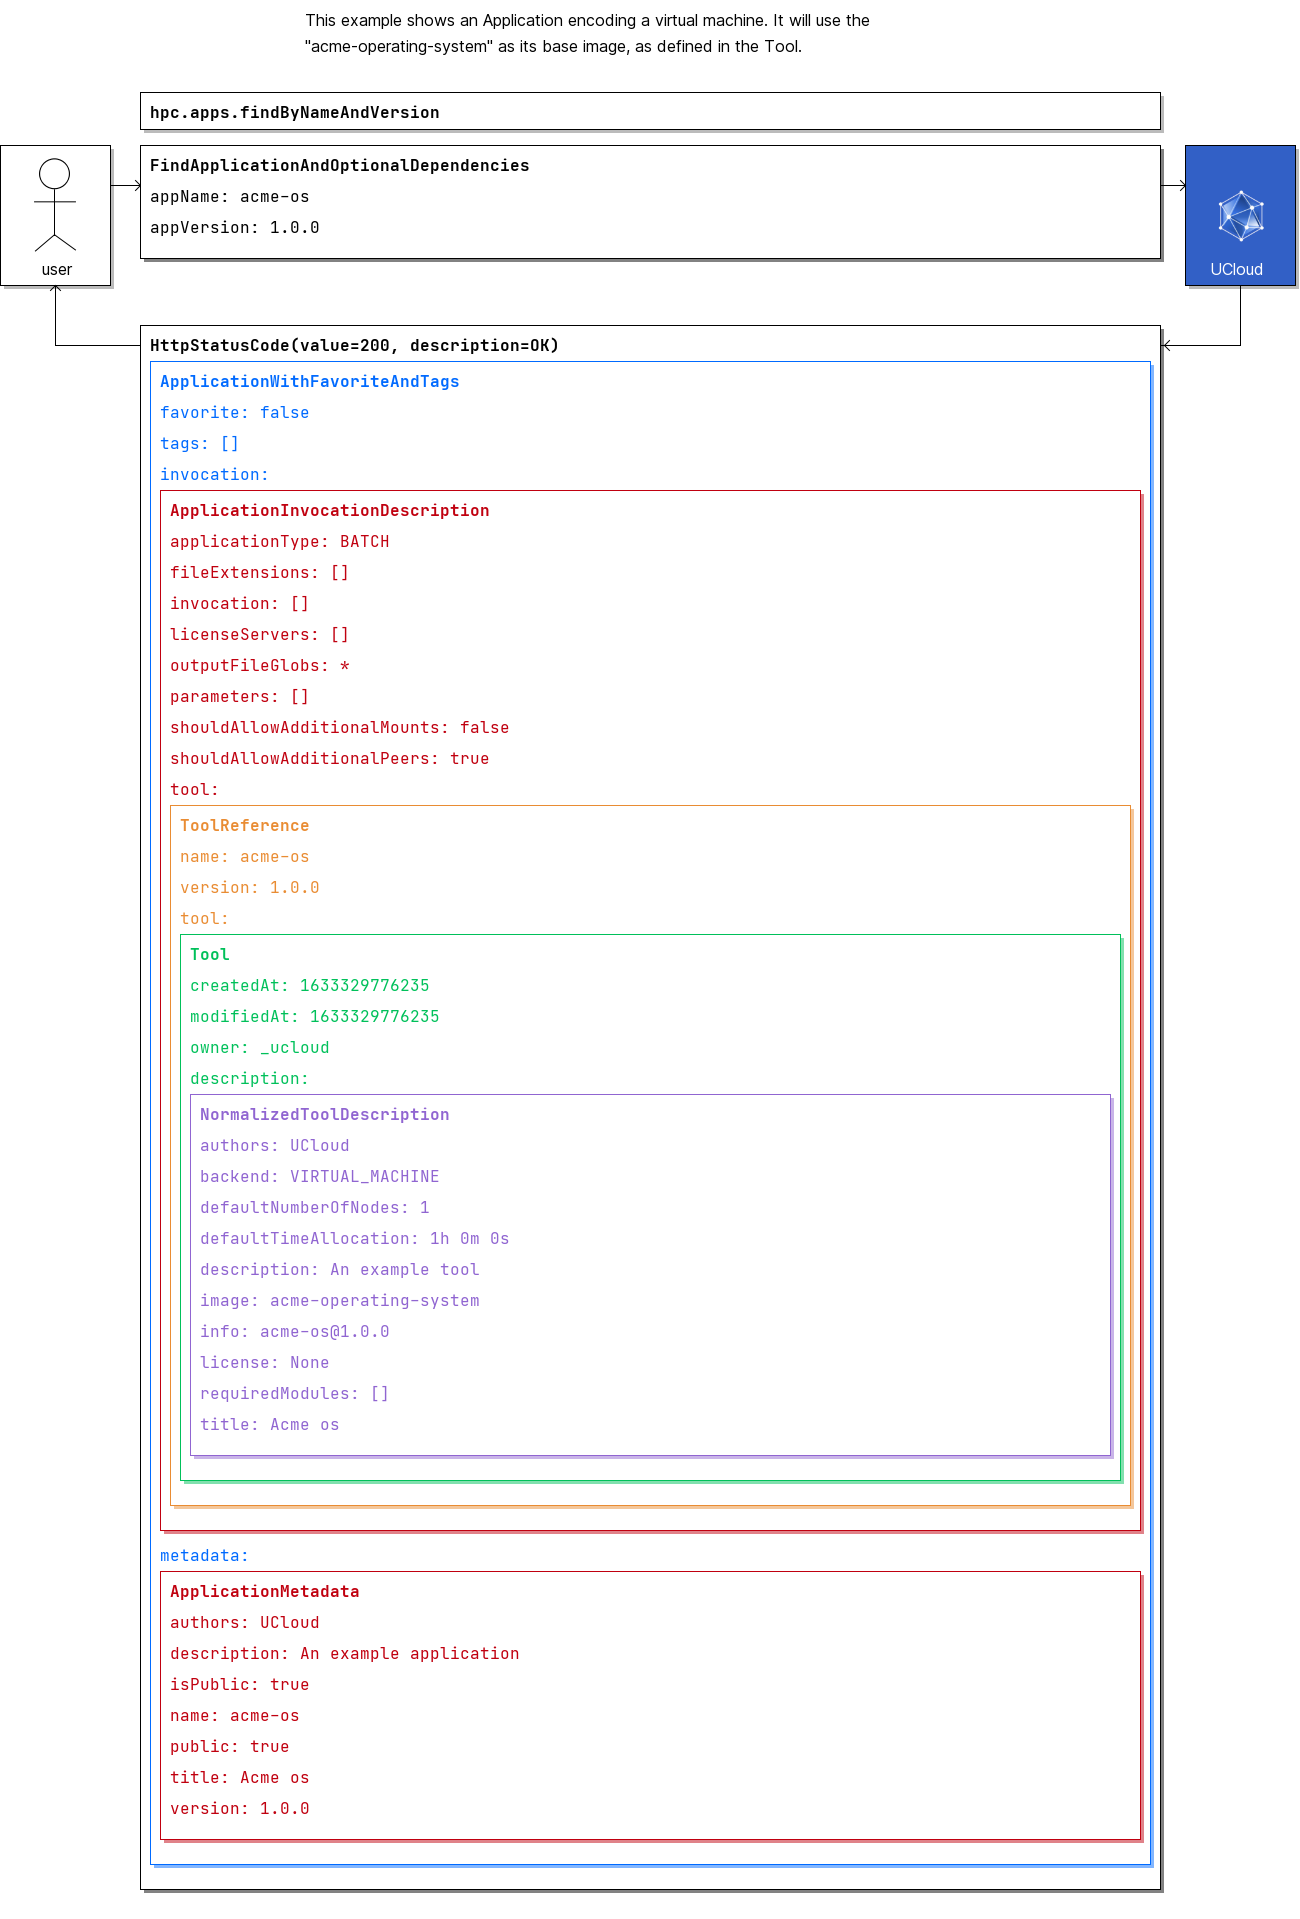 This example shows an Application encoding a virtual machine. It will use the
"acme-operating-system" as its base image, as defined in the Tool.
hpc.apps.findByNameAndVersion
FindApplicationAndOptionalDependencies
appName: acme-os
appVersion: 1.0.0
user
UCloud
HttpStatusCode(value=200, description=OK)
ApplicationWithFavoriteAndTags
favorite: false
tags: []
invocation:
ApplicationInvocationDescription
applicationType: BATCH
fileExtensions: []
invocation: []
licenseServers: []
outputFileGlobs: *
parameters: []
shouldAllowAdditionalMounts: false
shouldAllowAdditionalPeers: true
tool:
ToolReference
name: acme-os
version: 1.0.0
tool:
Tool
createdAt: 1633329776235
modifiedAt: 1633329776235
owner: _ucloud
description:
NormalizedToolDescription
authors: UCloud
backend: VIRTUAL_MACHINE
defaultNumberOfNodes: 1
defaultTimeAllocation: 1h 0m 0s
description: An example tool
image: acme-operating-system
info: acme-os@1.0.0
license: None
requiredModules: []
title: Acme os
metadata:
ApplicationMetadata
authors: UCloud
description: An example application
isPublic: true
name: acme-os
public: true
title: Acme os
version: 1.0.0